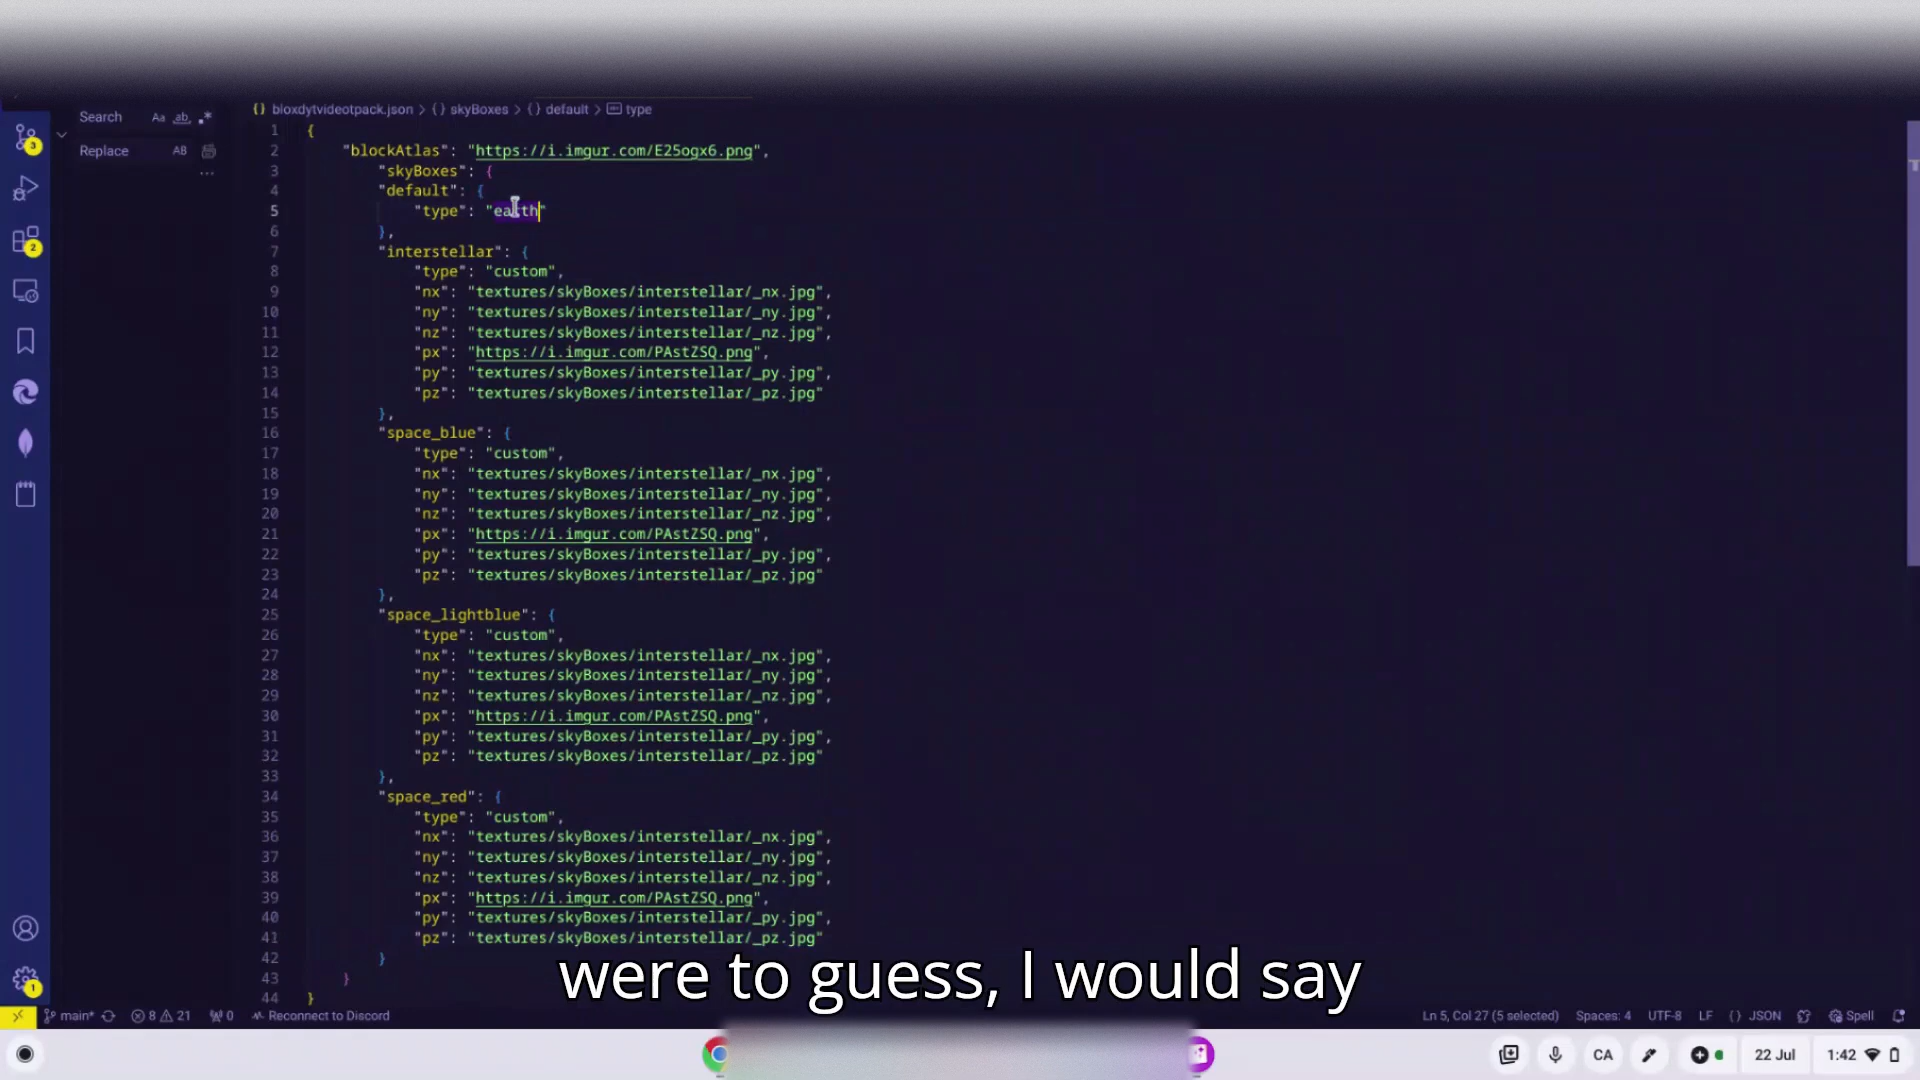 Search Aa ab, .*
Replace AB
...
{} bloxdytvideotpack.json > {} skyBoxes > {} default > type
1 {
2 "blockAtlas": "https://i.imgur.com/E25ogx6.png",
3 "skyBoxes": {
4 "default": {
5 "type": "earth"
6 },
7 "interstellar": {
8 "type": "custom",
9 "nx": "textures/skyBoxes/interstellar/_nx.jpg",
10 "ny": "textures/skyBoxes/interstellar/_ny.jpg",
11 "nz": "textures/skyBoxes/interstellar/_nz.jpg",
12 "px": "https://i.imgur.com/PAstZSQ.png",
13 "py": "textures/skyBoxes/interstellar/_py.jpg",
14 "pz": "textures/skyBoxes/interstellar/_pz.jpg"
15 },
16 "space_blue": {
17 "type": "custom",
18 "nx": "textures/skyBoxes/interstellar/_nx.jpg",
19 "ny": "textures/skyBoxes/interstellar/_ny.jpg",
20 "nz": "textures/skyBoxes/interstellar/_nz.jpg",
21 "px": "https://i.imgur.com/PAstZSQ.png",
22 "py": "textures/skyBoxes/interstellar/_py.jpg",
23 "pz": "textures/skyBoxes/interstellar/_pz.jpg"
24 },
25 "space_lightblue": {
26 "type": "custom",
27 "nx": "textures/skyBoxes/interstellar/_nx.jpg",
28 "ny": "textures/skyBoxes/interstellar/_ny.jpg",
29 "nz": "textures/skyBoxes/interstellar/_nz.jpg",
30 "px": "https://i.imgur.com/PAstZSQ.png",
31 "py": "textures/skyBoxes/interstellar/_py.jpg",
32 "pz": "textures/skyBoxes/interstellar/_pz.jpg"
33 },
34 "space_red": {
35 "type": "custom",
36 "nx": "textures/skyBoxes/interstellar/_nx.jpg",
37 "ny": "textures/skyBoxes/interstellar/_ny.jpg",
38 "nz": "textures/skyBoxes/interstellar/_nz.jpg",
39 "px": "https://i.imgur.com/PAstZSQ.png",
40 "py": "textures/skyBoxes/interstellar/_py.jpg",
41 "pz": "textures/skyBoxes/interstellar/_pz.jpg"
42 }
43 }
44 }
3
2
1
were to guess, I would say
main* 8 21 0 Reconnect to Discord Ln 5, Col 27 (5 selected) Spaces: 4 UTF-8 LF {} JSON Spell
CA 22 Jul 1:42